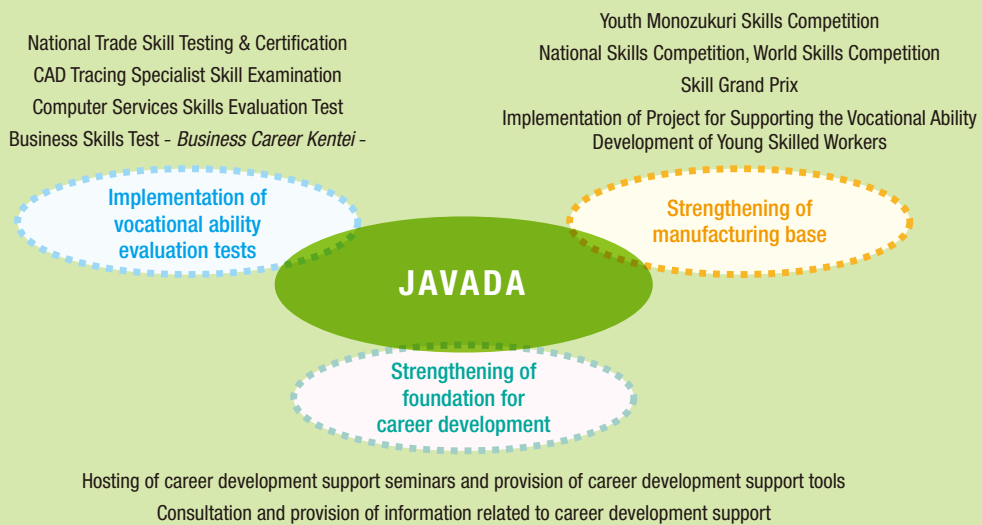 National Trade Skill Testing & Certification
CAD Tracing Specialist Skill Examination
Computer Services Skills Evaluation Test
Business Skills Test - Business Career Kentei -
Implementation of
vocational ability
evaluation tests
Youth Monozukuri Skills Competition
National Skills Competition, World Skills Competition
Skill Grand Prix
Implementation of Project for Supporting the Vocational Ability
Development of Young Skilled Workers
Strengthening of
manufacturing base
JAVADA
Strengthening of
foundation for
career development
Hosting of career development support seminars and provision of career development support tools
Consultation and provision of information related to career development support